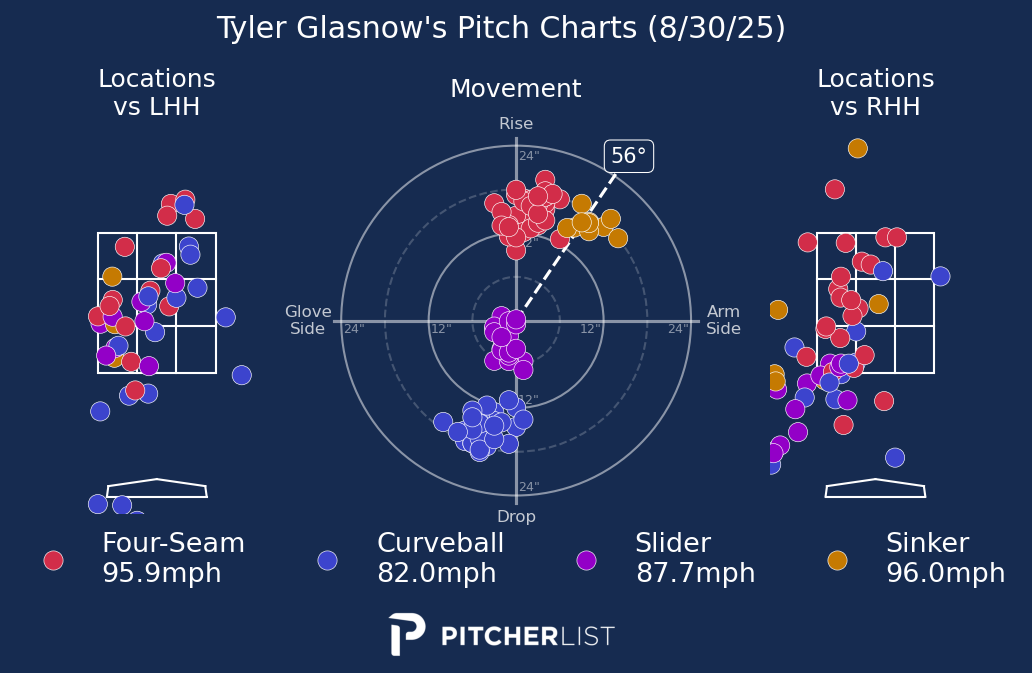 Tyler Glasnow's Pitch Charts (8/30/25)
Locations
vs LHH
Movement
Locations
vs RHH
Rise
24"
56°
12"
Glove
Side
24"
12"
12"
24"
Arm
Side
12"
24"
Drop
Four-Seam
95.9mph
Curveball
82.0mph
Slider
87.7mph
Sinker
96.0mph
PITCHERLIST